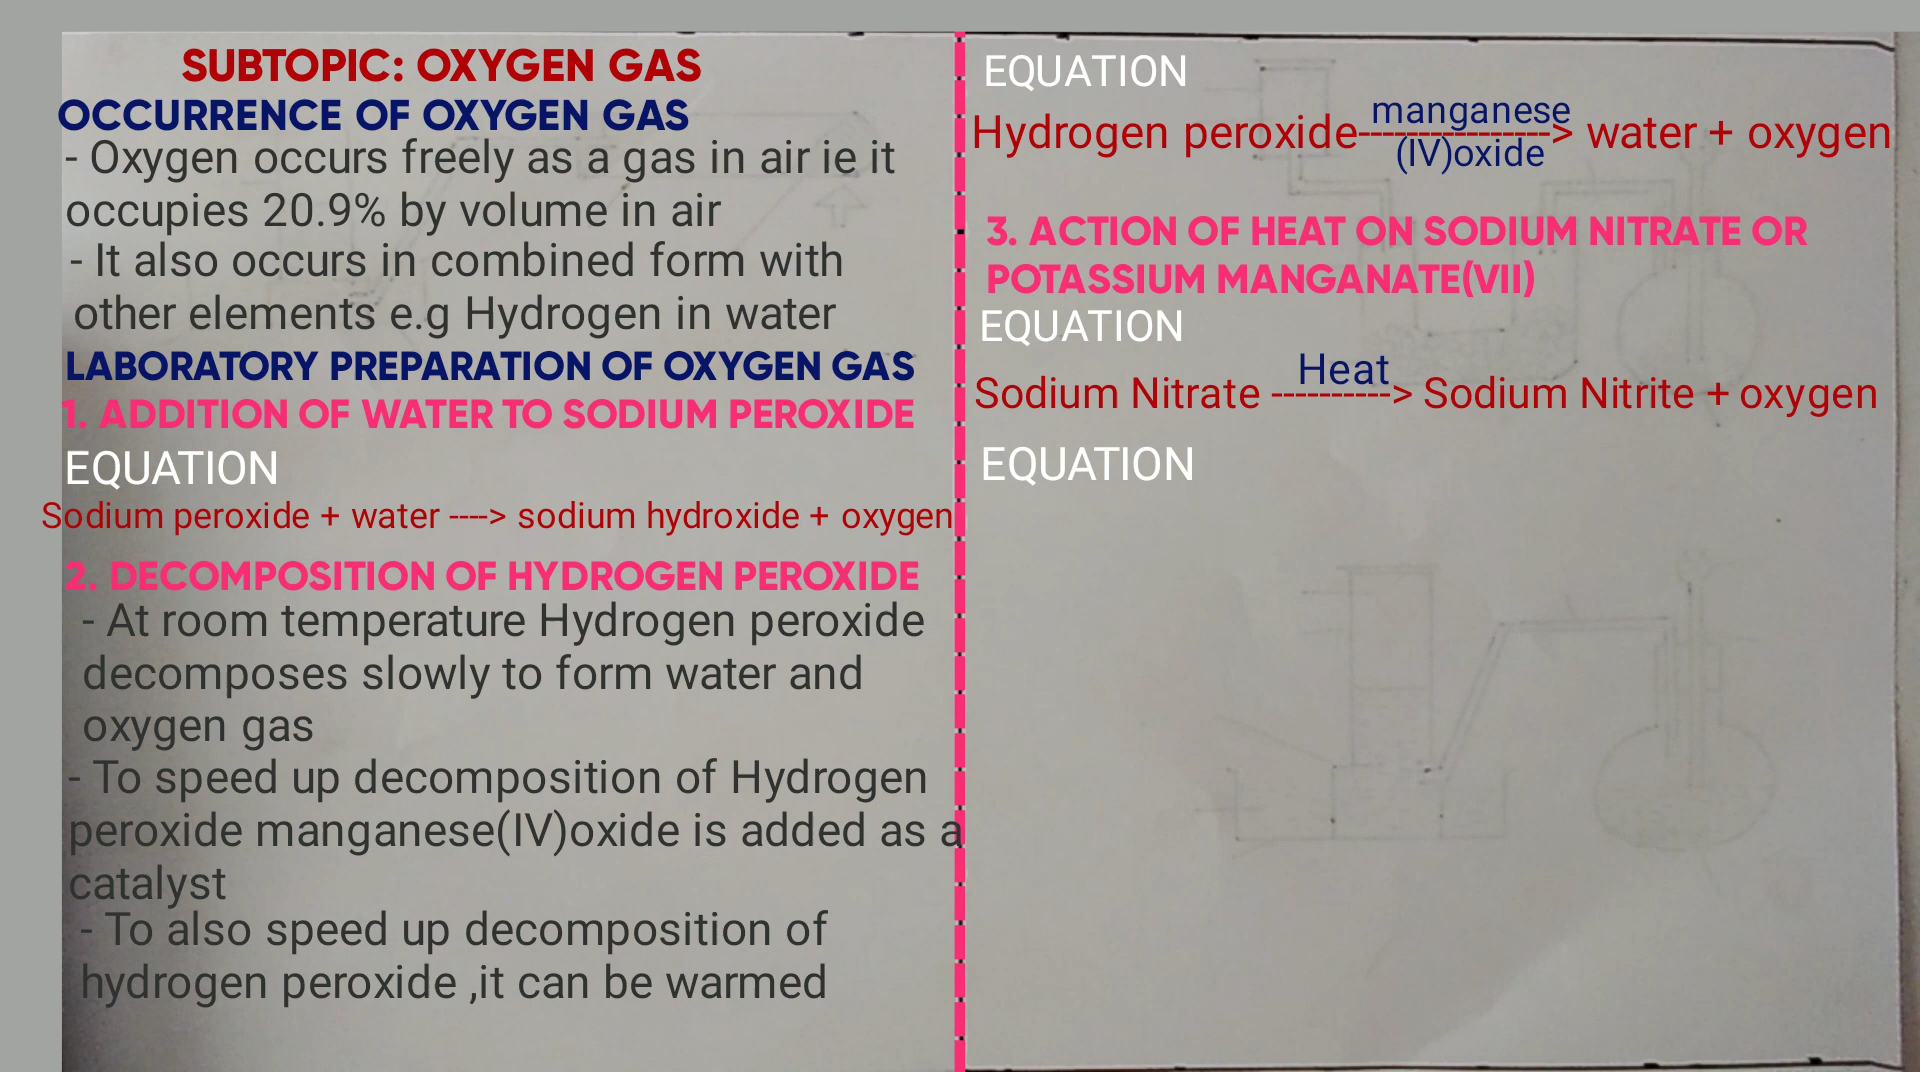 SUBTOPIC: OXYGEN GAS
OCCURRENCE OF OXYGEN GAS
- Oxygen occurs freely as a gas in air ie it
occupies 20.9% by volume in air
- It also occurs in combined form with
other elements e.g Hydrogen in water
LABORATORY PREPARATION OF OXYGEN GAS
1. ADDITION OF WATER TO SODIUM PEROXIDE
EQUATION
Sodium peroxide + water ----> sodium hydroxide + oxygen
2. DECOMPOSITION OF HYDROGEN PEROXIDE
- At room temperature Hydrogen peroxide
decomposes slowly to form water and
oxygen gas
- To speed up decomposition of Hydrogen
peroxide manganese(IV)oxide is added as a
catalyst
- To also speed up decomposition of
hydrogen peroxide ,it can be warmed
EQUATION
manganese
Hydrogen peroxide----------------> water + oxygen
(IV)oxide
3. ACTION OF HEAT ON SODIUM NITRATE OR
POTASSIUM MANGANATE(VII)
EQUATION
Heat
Sodium Nitrate ----------> Sodium Nitrite + oxygen
EQUATION